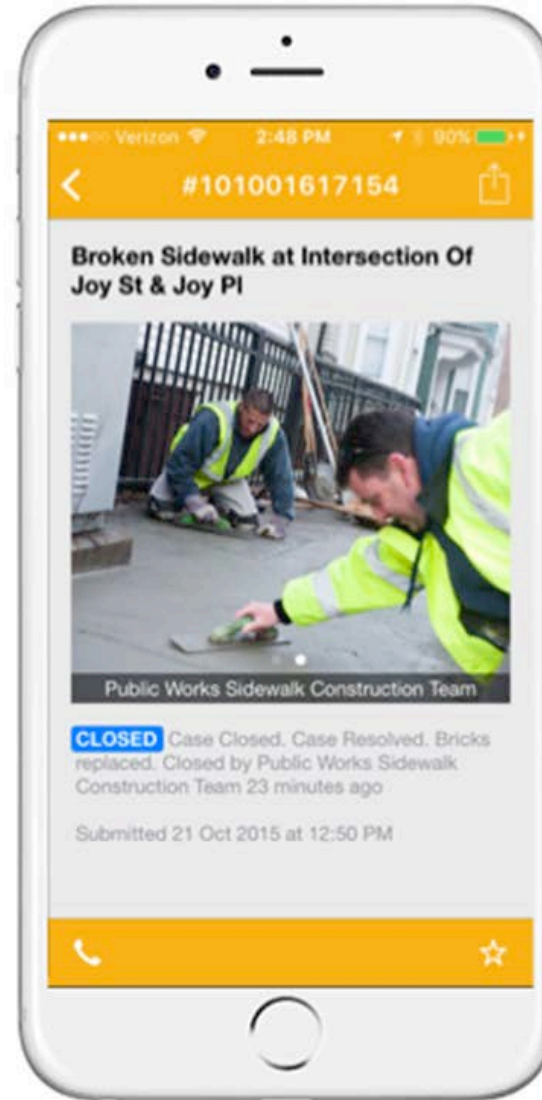 Verizon 2:48 PM 90%
#101001617154
Broken Sidewalk at Intersection Of
Joy St & Joy Pl
Public Works Sidewalk Construction Team
CLOSED Case Closed. Case Resolved. Bricks
replaced. Closed by Public Works Sidewalk
Construction Team 23 minutes ago
Submitted 21 Oct 2015 at 12:50 PM